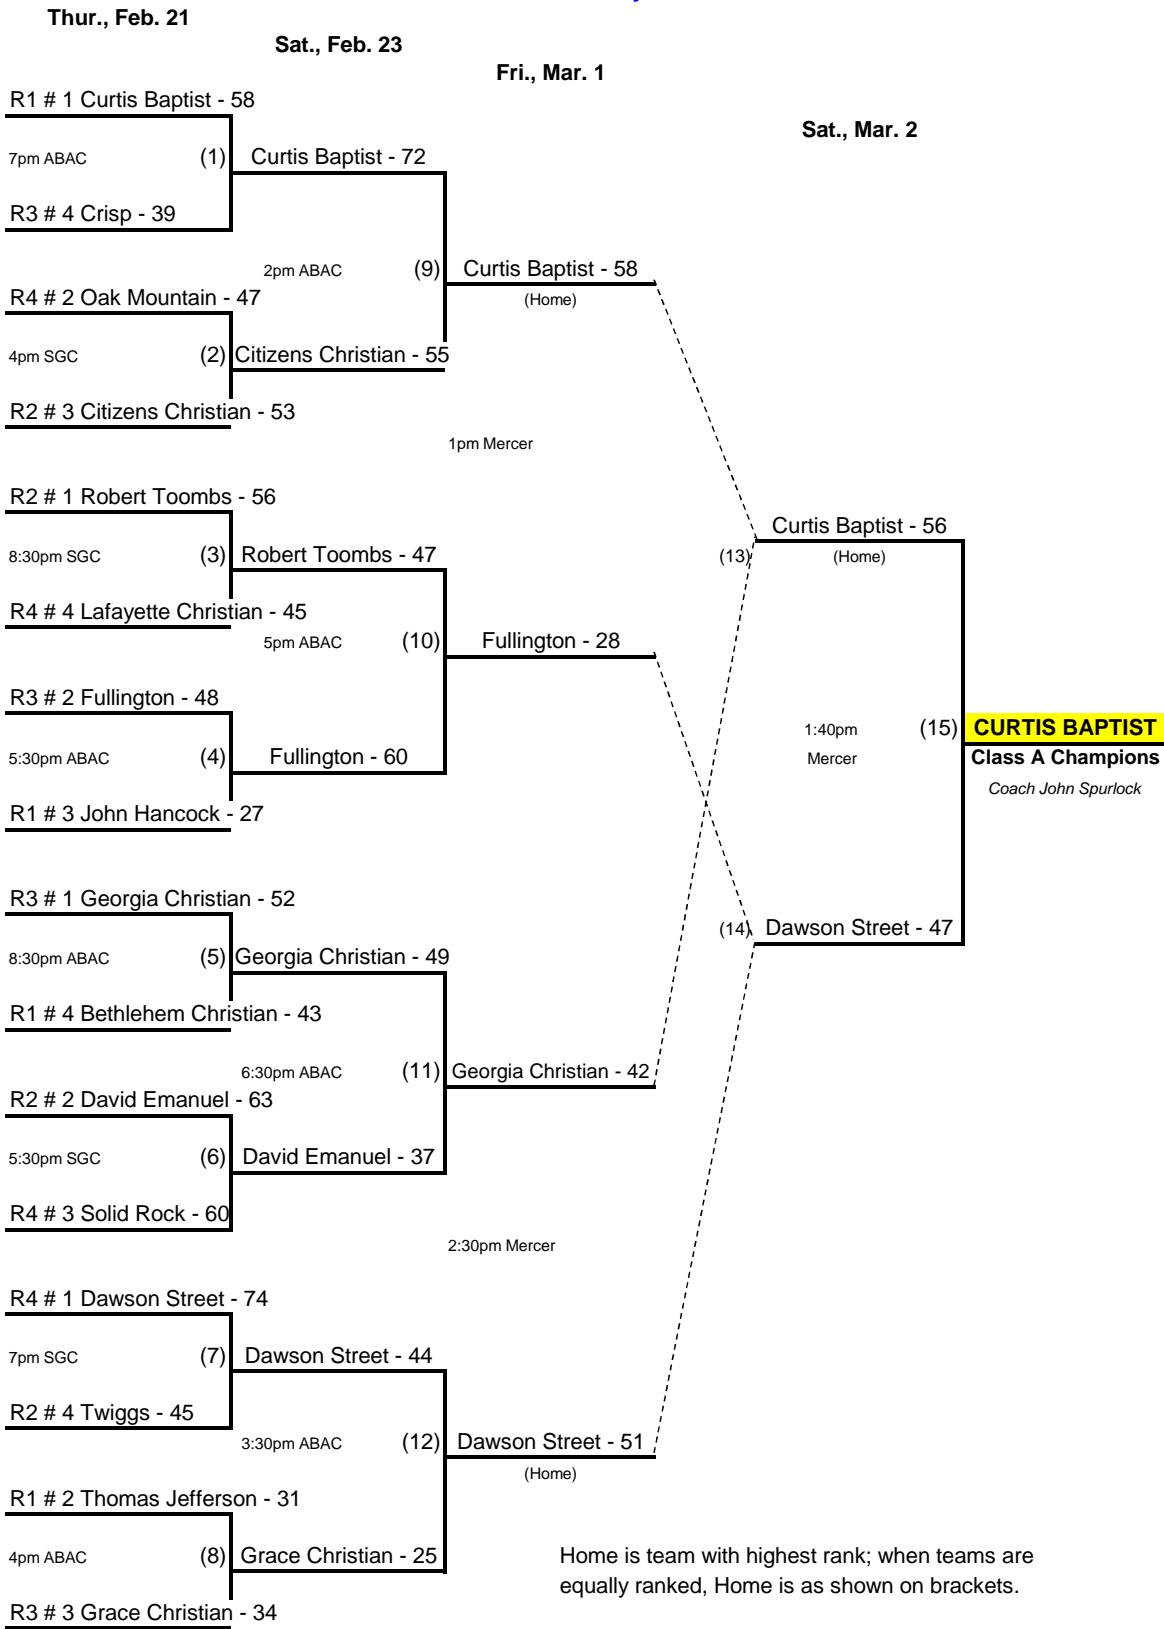 Thur., Feb. 21
Sat., Feb. 23
Fri., Mar. 1
Sat., Mar. 2
R1 # 1 Curtis Baptist - 58
7pm ABAC (1) Curtis Baptist - 72
R3 # 4 Crisp - 39
2pm ABAC (9) Curtis Baptist - 58
(Home)
R4 # 2 Oak Mountain - 47
4pm SGC (2) Citizens Christian - 55
R2 # 3 Citizens Christian - 53
1pm Mercer
R2 # 1 Robert Toombs - 56
Curtis Baptist - 56
8:30pm SGC (3) Robert Toombs - 47
(13) (Home)
R4 # 4 Lafayette Christian - 45
5pm ABAC (10) Fullington - 28
R3 # 2 Fullington - 48
1:40pm (15) CURTIS BAPTIST
5:30pm ABAC (4) Fullington - 60
Mercer Class A Champions
Coach John Spurlock
R1 # 3 John Hancock - 27
R3 # 1 Georgia Christian - 52
(14) Dawson Street - 47
8:30pm ABAC (5) Georgia Christian - 49
R1 # 4 Bethlehem Christian - 43
6:30pm ABAC (11) Georgia Christian - 42
R2 # 2 David Emanuel - 63
5:30pm SGC (6) David Emanuel - 37
R4 # 3 Solid Rock - 60
2:30pm Mercer
R4 # 1 Dawson Street - 74
7pm SGC (7) Dawson Street - 44
R2 # 4 Twiggs - 45
3:30pm ABAC (12) Dawson Street - 51
(Home)
R1 # 2 Thomas Jefferson - 31
4pm ABAC (8) Grace Christian - 25
R3 # 3 Grace Christian - 34
Home is team with highest rank; when teams are
equally ranked, Home is as shown on brackets.